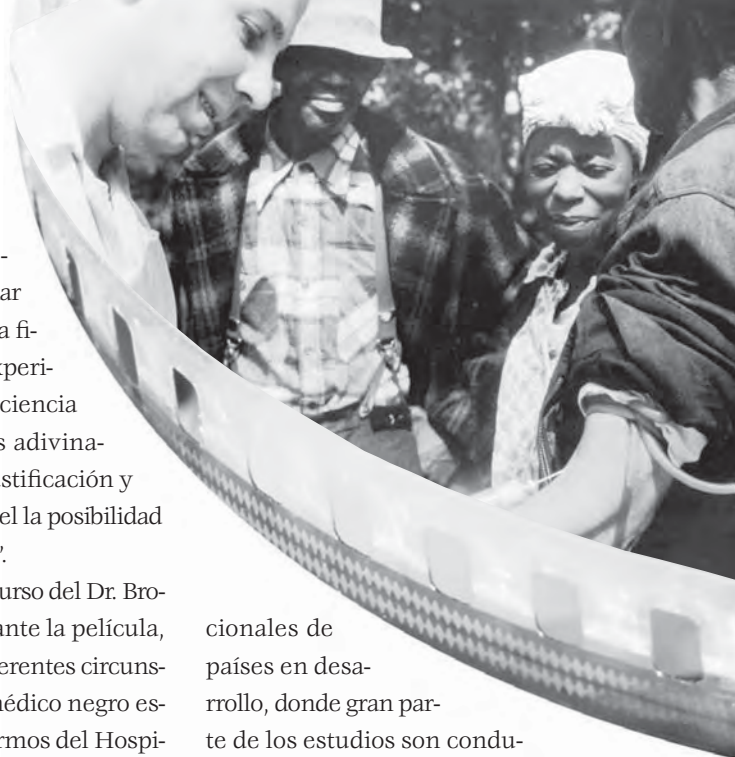 -
ar
a fi-
xperi-
ciencia
s adivina-
stificación y
el la posibilidad
”.
urso del Dr. Bro-
ante la película,
erentes circuns-
nédico negro es-
rmos del Hospi-
cionales de
países en desa-
rrollo, donde gran par-
te de los estudios son condu-